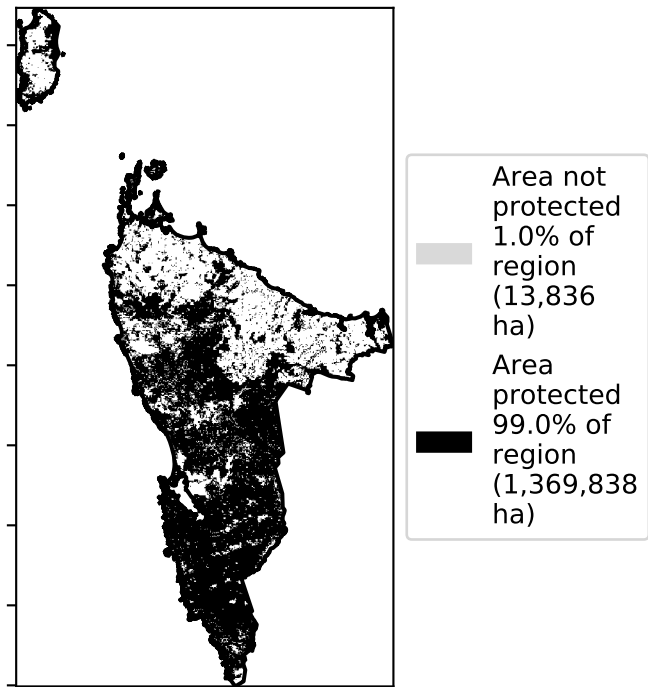 Area not
protected
1.0% of
region
(13,836
ha)
Area
protected
99.0% of
region
(1,369,838
ha)